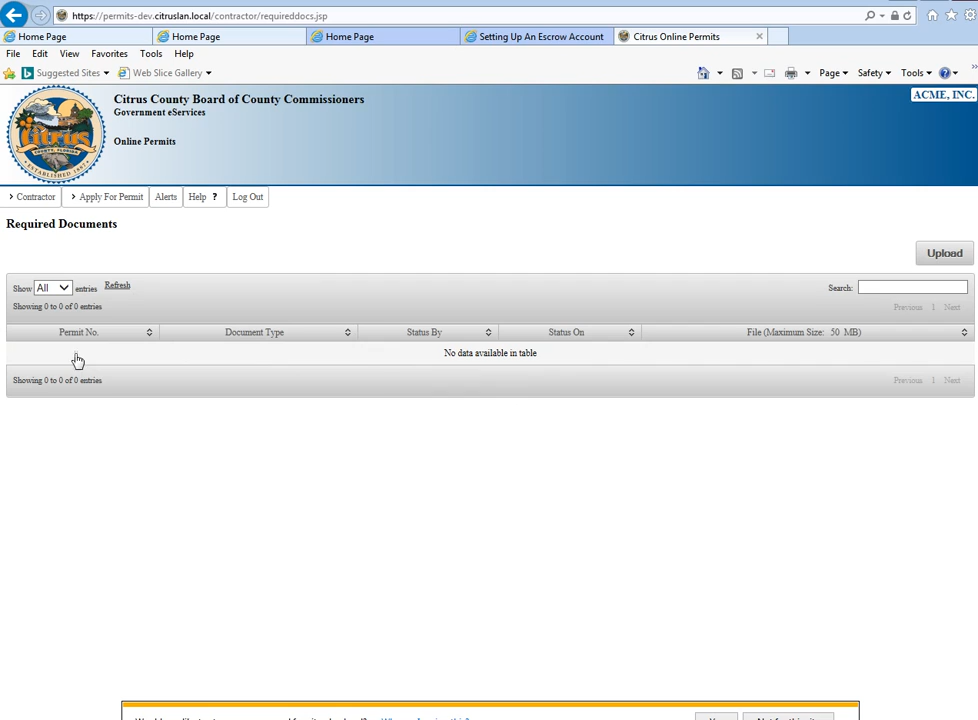 https://permits-dev.citruslan.local/contractor/requireddocs.jsp
Home Page
Home Page
Home Page
Setting Up An Escrow Account
Citrus Online Permits
File Edit View Favorites Tools Help
Suggested Sites
Web Slice Gallery
Page
Safety
Tools
Citrus
COUNTY, FLORIDA
ESTABLISHED 1887
Citrus County Board of County Commissioners
Government eServices
Online Permits
ACME, INC.
Contractor
Apply For Permit
Alerts
Help ?
Log Out
Required Documents
Upload
Show All entries Refresh
Search:
Showing 0 to 0 of 0 entries
Previous 1 Next
Permit No. Document Type Status By Status On File (Maximum Size: 50 MB)
No data available in table
Showing 0 to 0 of 0 entries
Previous 1 Next